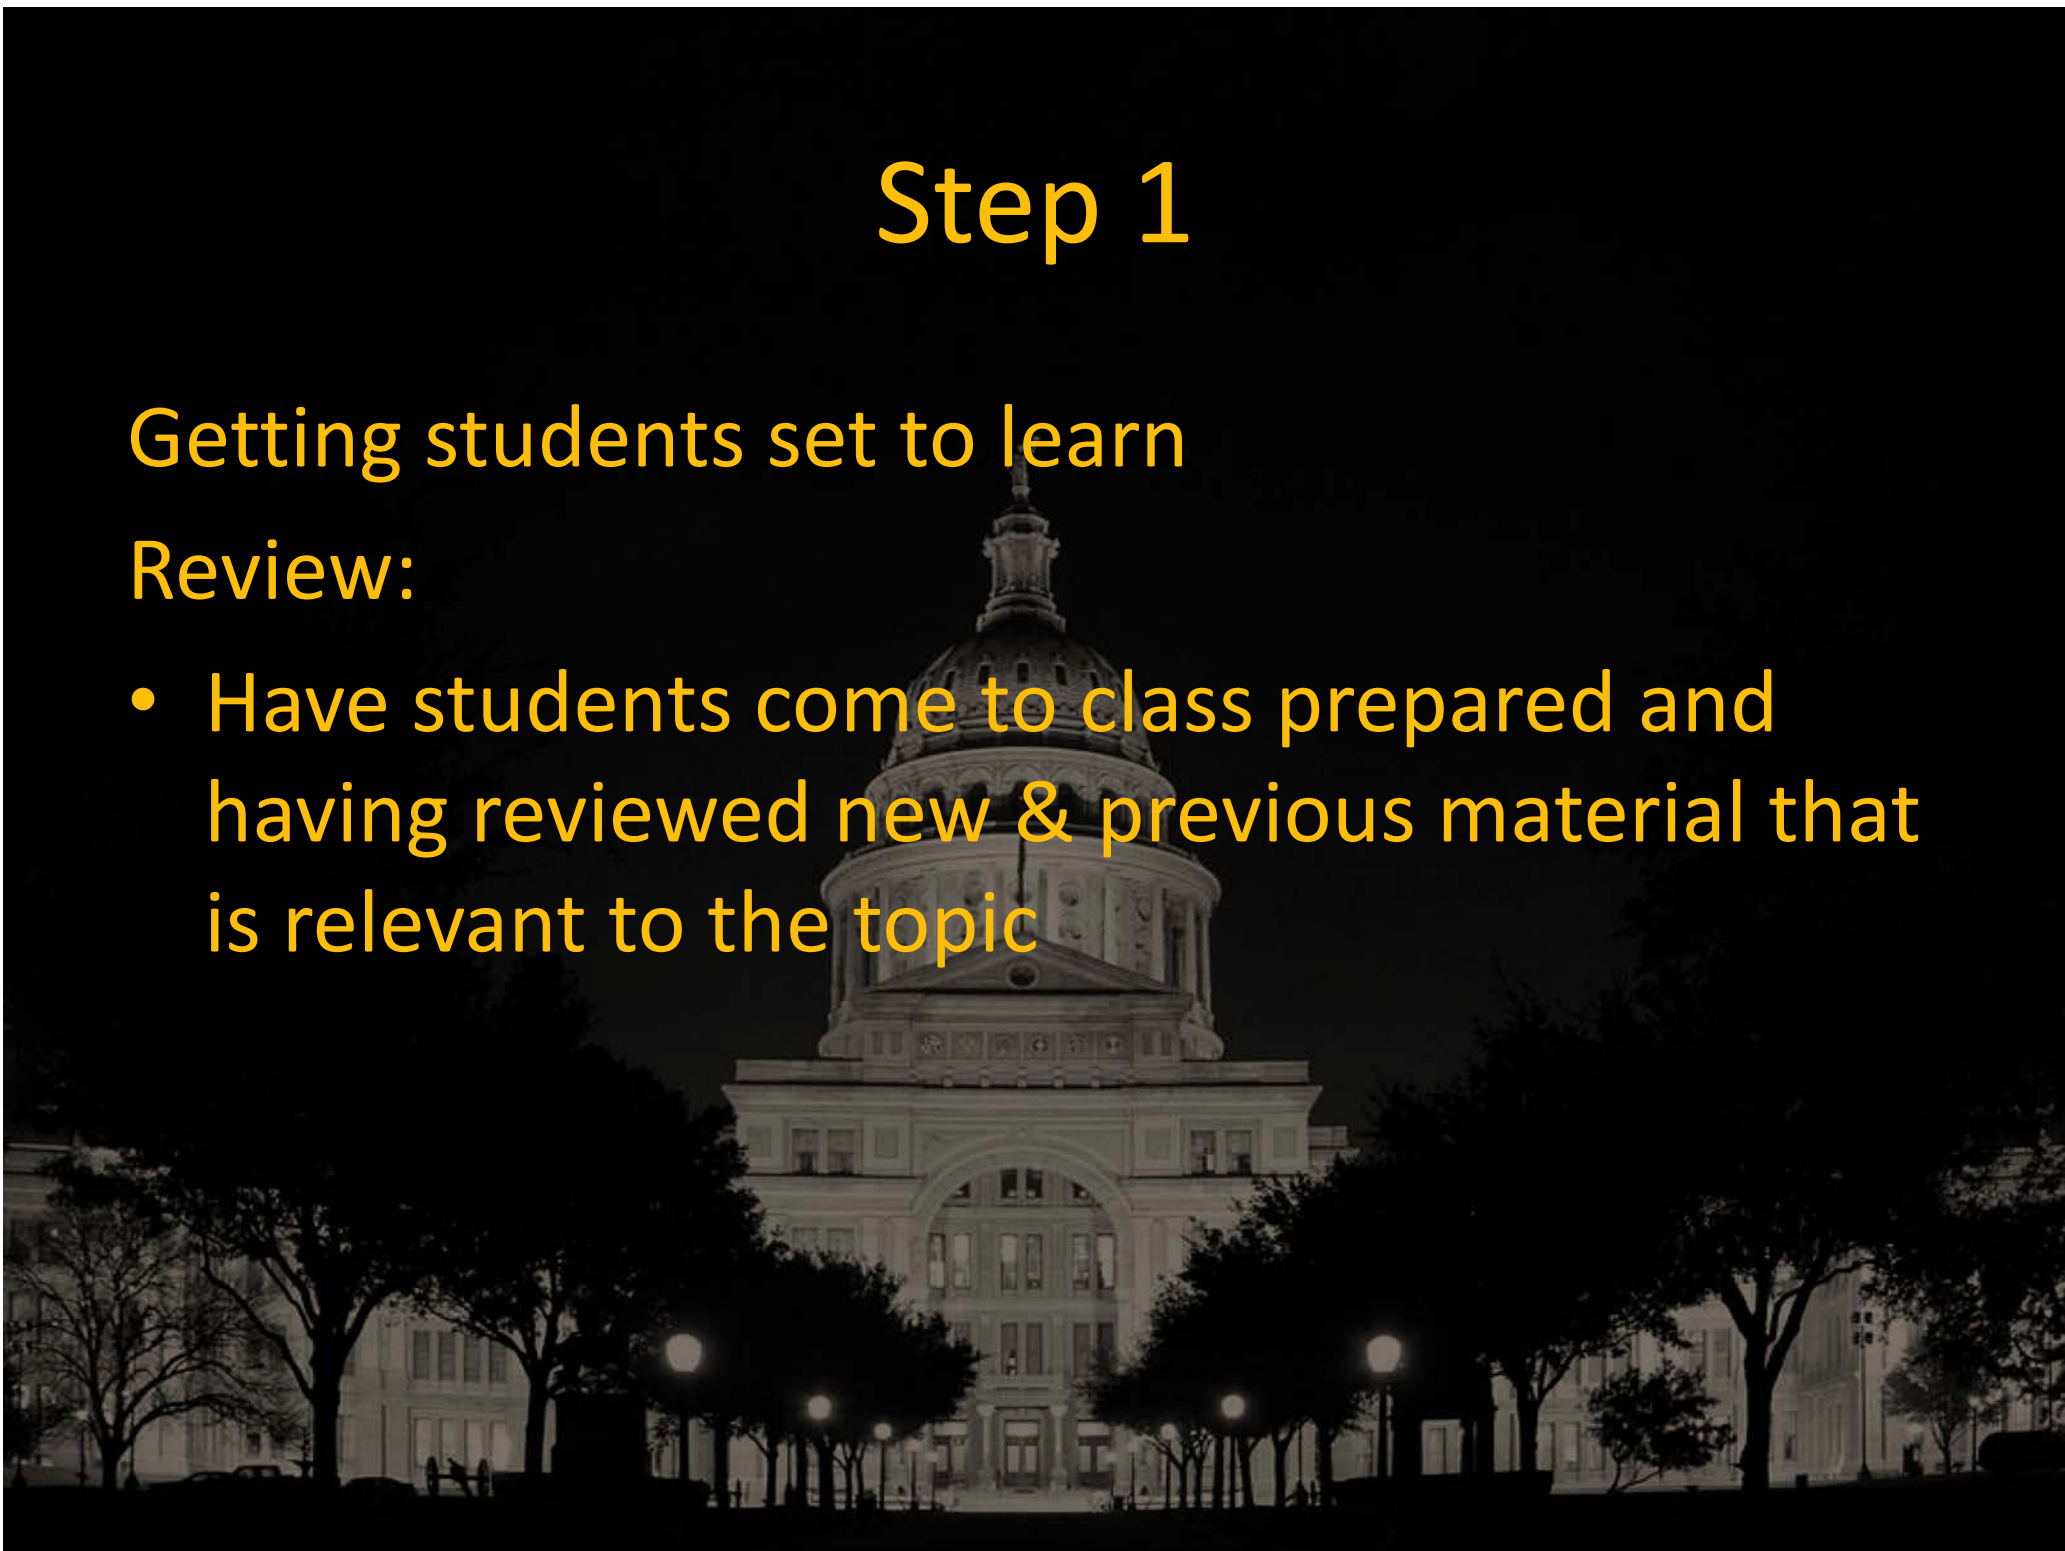 Step 1
Getting students set to learn
Review:
• Have students come to class prepared and
having reviewed new & previous material that
is relevant to the topic